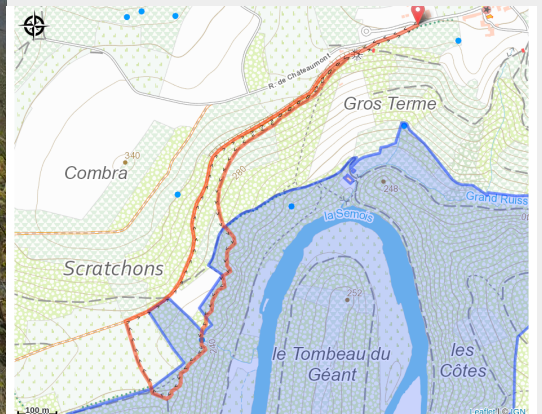 R. de Châteaumont
Gros Terme
340
Combra
280
248
Grand Ruiss
la Semois
Scratchons
252
le Tombeau du
Géant
les
Côtes
100 m
Leaflet | © IGN